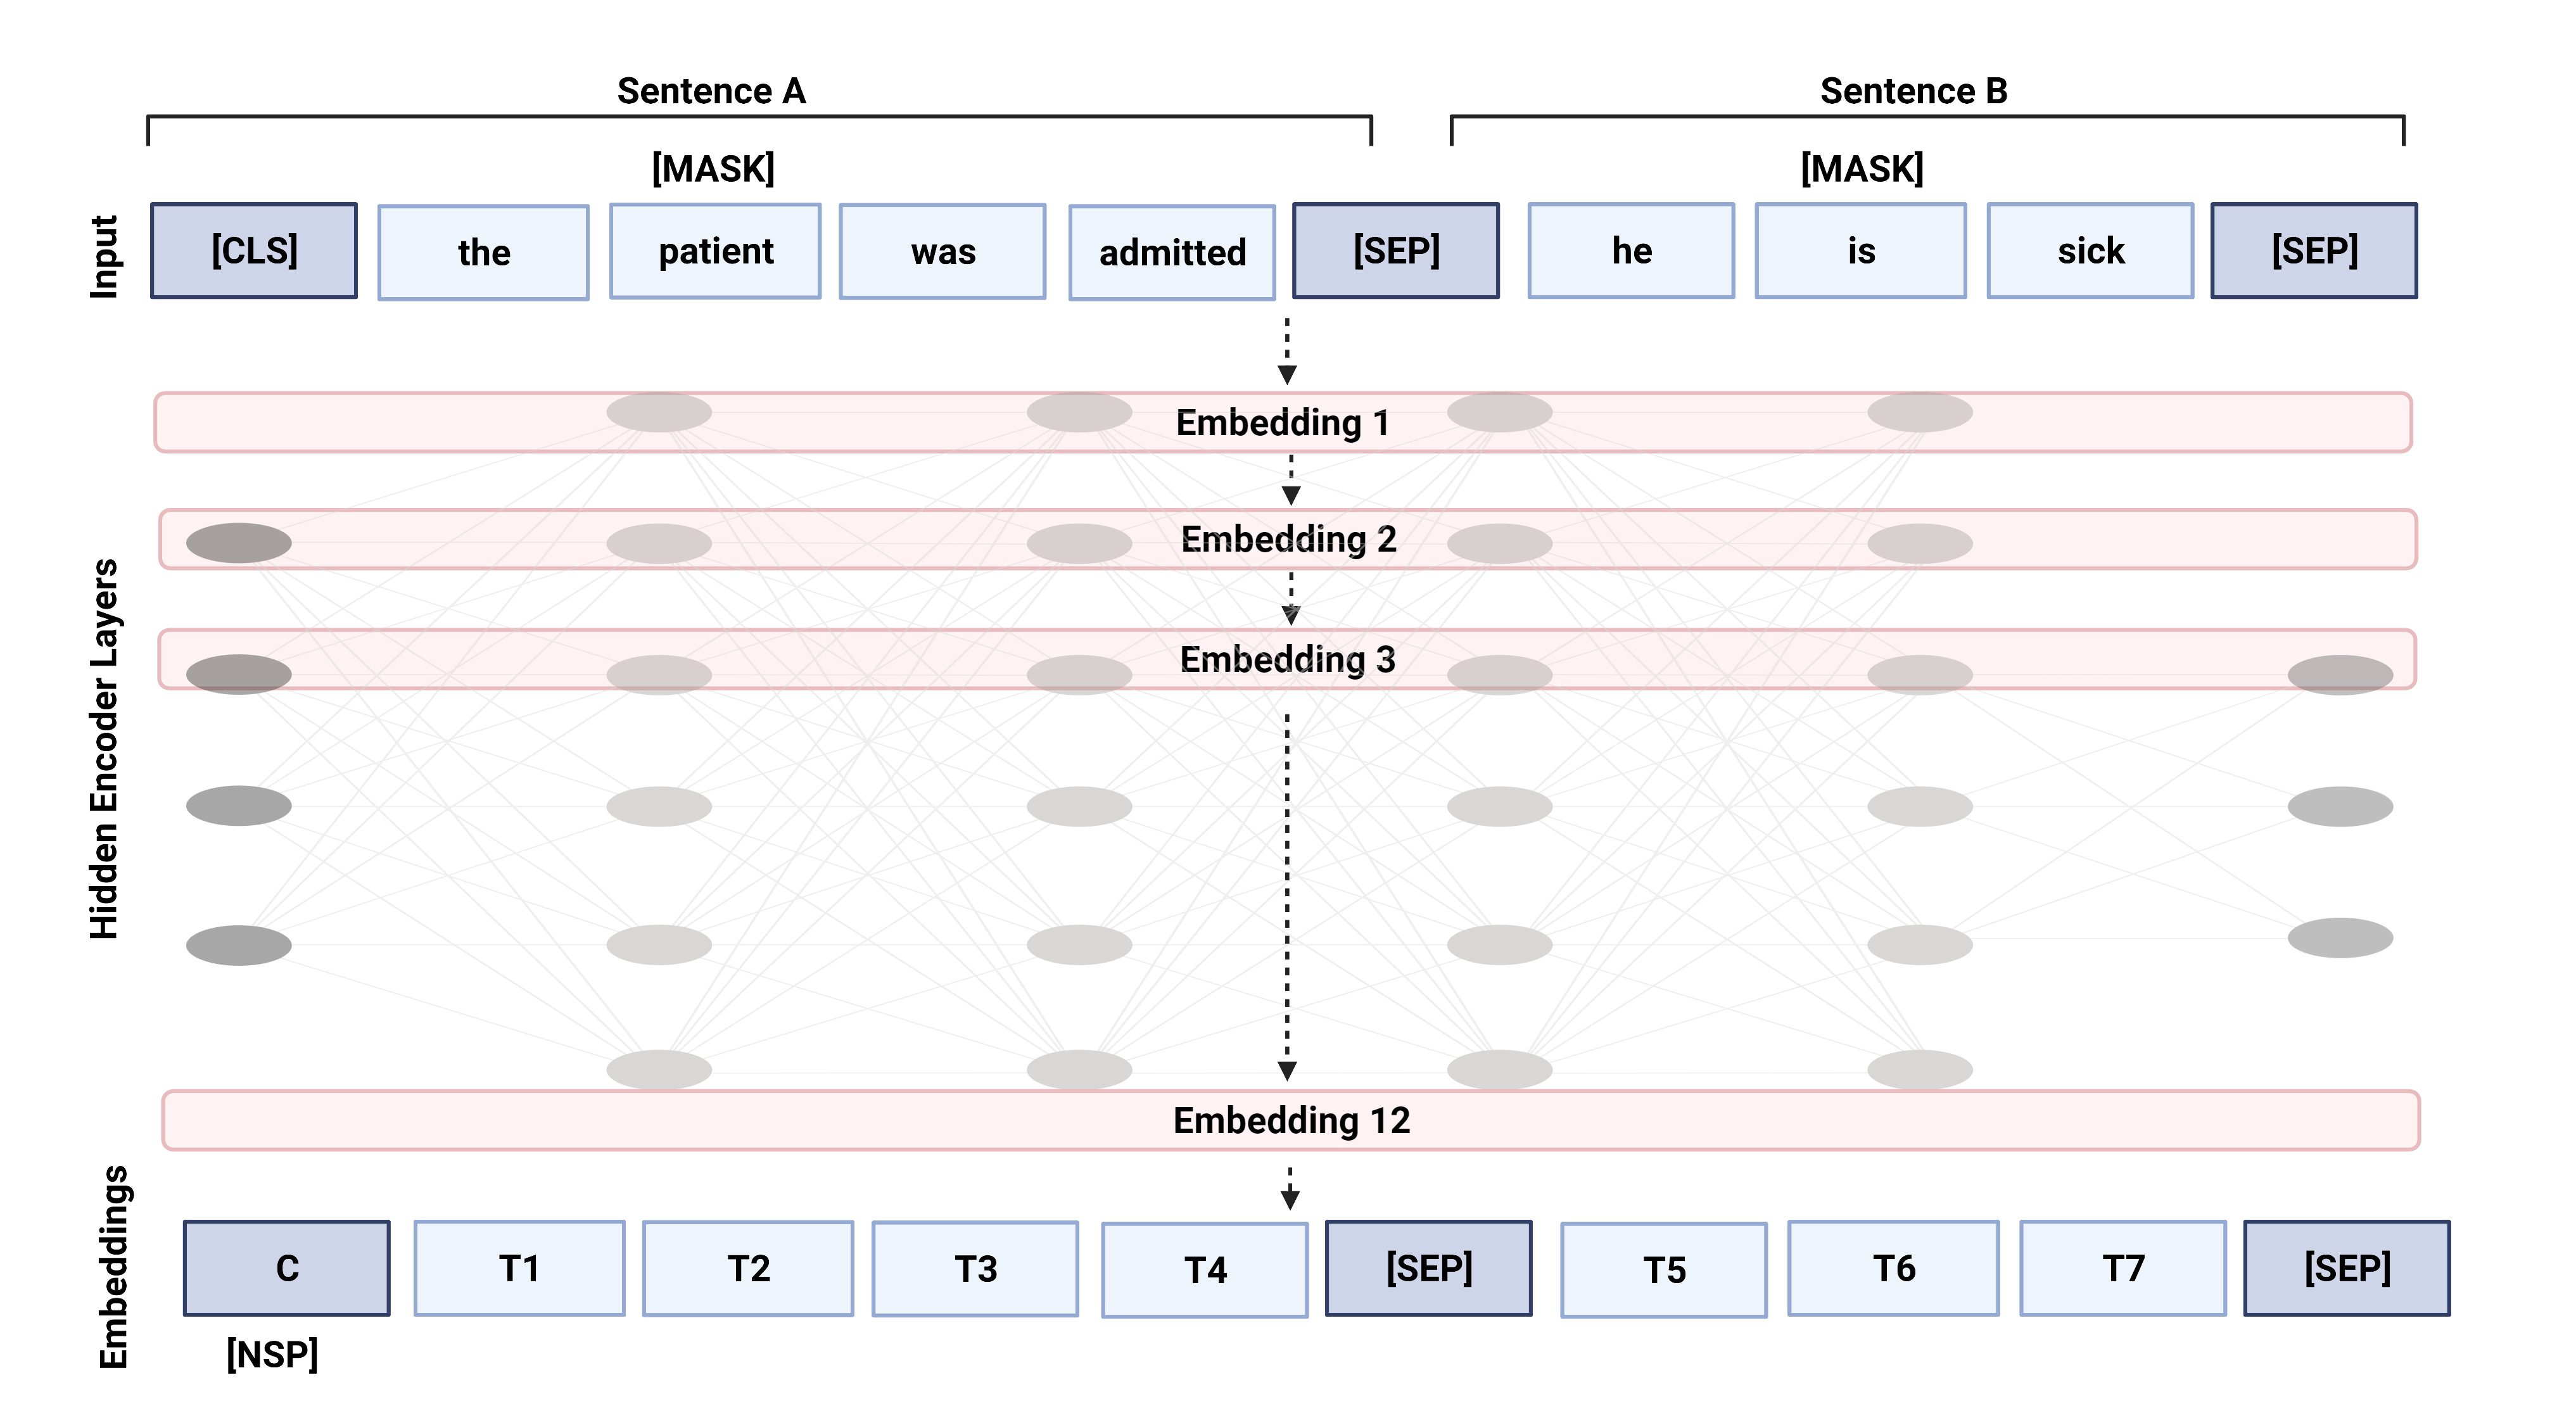 Sentence A
Sentence B
[MASK]
[MASK]
Input
[CLS] the patient was admitted [SEP] he is sick [SEP]
Hidden Encoder Layers
Embedding 1
Embedding 2
Embedding 3
Embedding 12
Embeddings
C T1 T2 T3 T4 [SEP] T5 T6 T7 [SEP]
[NSP]